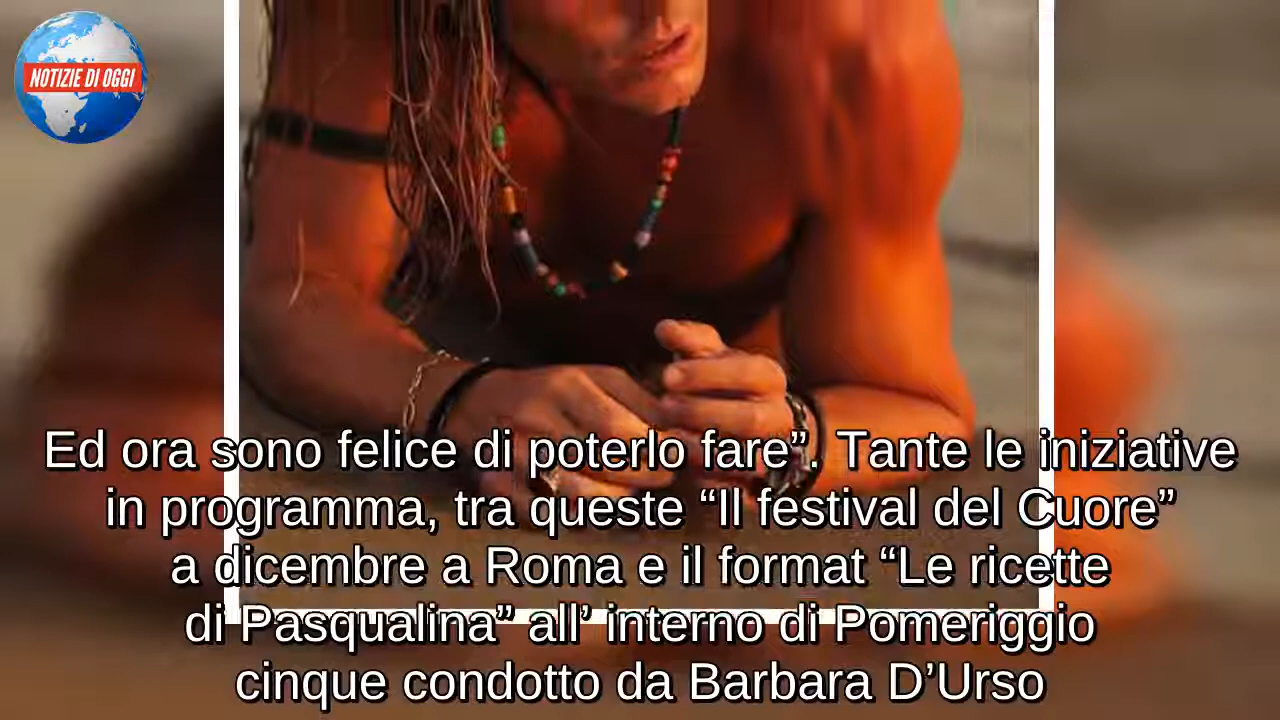 NOTIZIE DI OGGI
Ed ora sono felice di poterlo fare”. Tante le iniziative
in programma, tra queste “Il festival del Cuore”
a dicembre a Roma e il format “Le ricette
di Pasqualina” all’ interno di Pomeriggio
cinque condotto da Barbara D’Urso